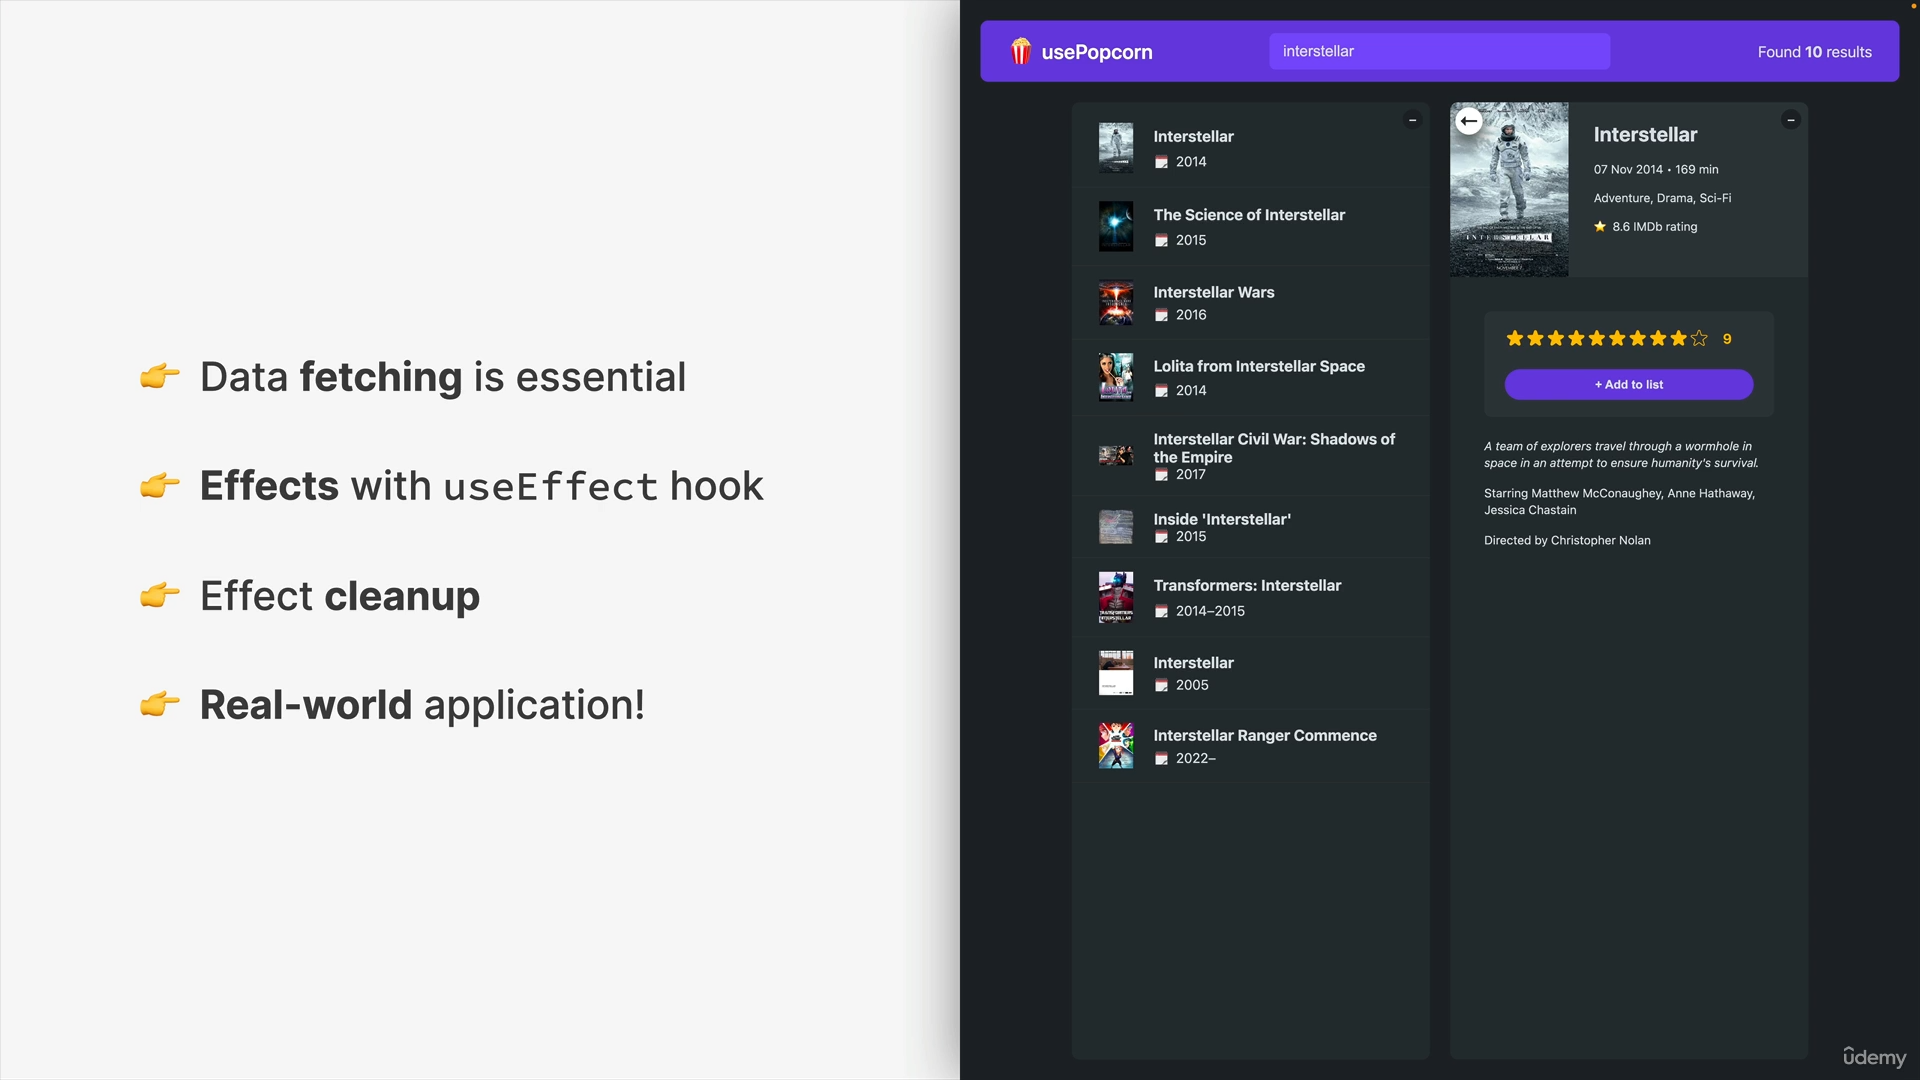 Data fetching is essential
Effects with useEffect hook
Effect cleanup
Real-world application!
usePopcorn
interstellar
Found 10 results
Interstellar
2014
The Science of Interstellar
2015
Interstellar Wars
2016
Lolita from Interstellar Space
2014
Interstellar Civil War: Shadows of
the Empire
2017
Inside 'Interstellar'
2015
Transformers: Interstellar
2014–2015
Interstellar
2005
Interstellar Ranger Commence
2022–
INTERSTELLAR
Interstellar
07 Nov 2014 • 169 min
Adventure, Drama, Sci-Fi
8.6 IMDb rating
9
+ Add to list
A team of explorers travel through a wormhole in
space in an attempt to ensure humanity's survival.
Starring Matthew McConaughey, Anne Hathaway,
Jessica Chastain
Directed by Christopher Nolan
udemy